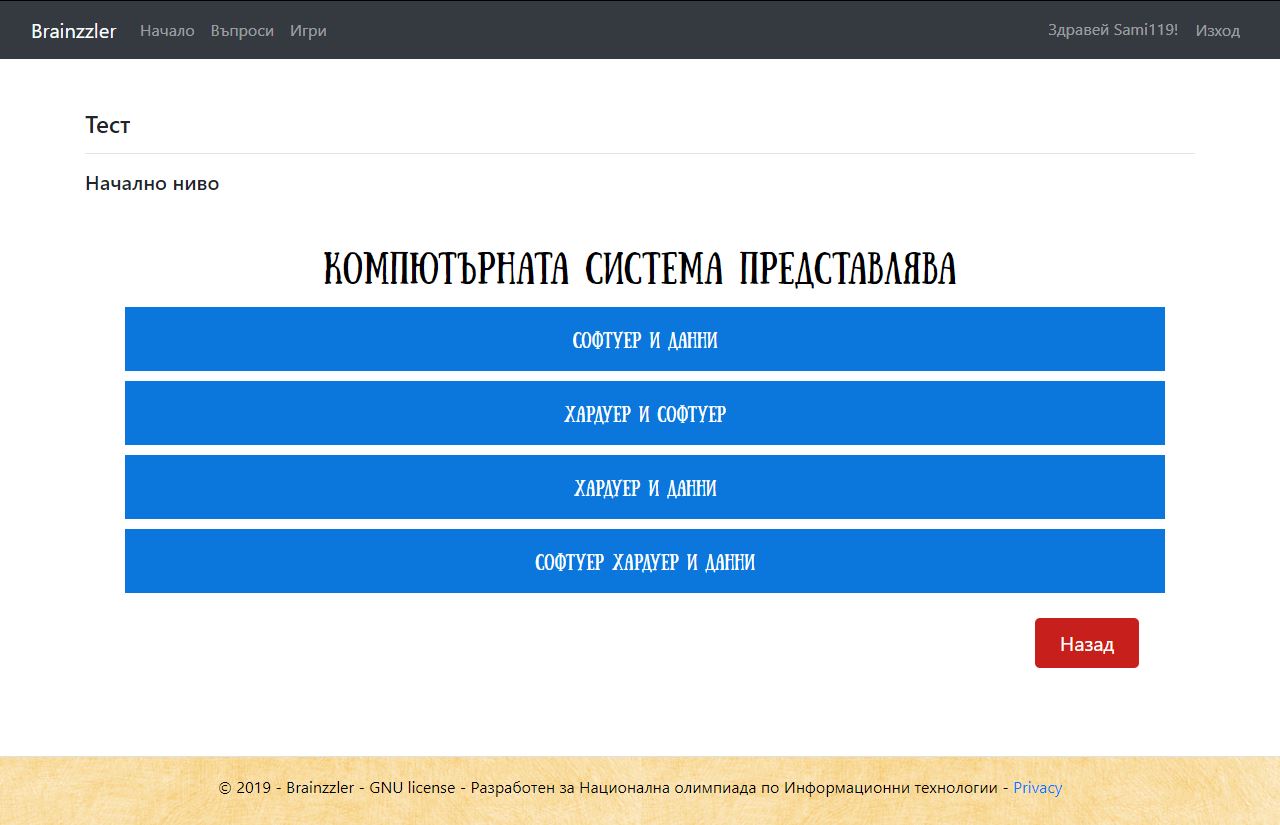 Brainzzler Начало Въпроси Игри Здравей Sami119! Изход
Тест
Начално ниво
КОМПЮТЪРНАТА СИСТЕМА ПРЕДСТАВЛЯВА
СОФТУЕР И ДАННИ
ХАРДУЕР И СОФТУЕР
ХАРДУЕР И ДАННИ
СОФТУЕР ХАРДУЕР И ДАННИ
Назад
© 2019 - Brainzzler - GNU license - Разработен за Национална олимпиада по Информационни технологии - Privacy